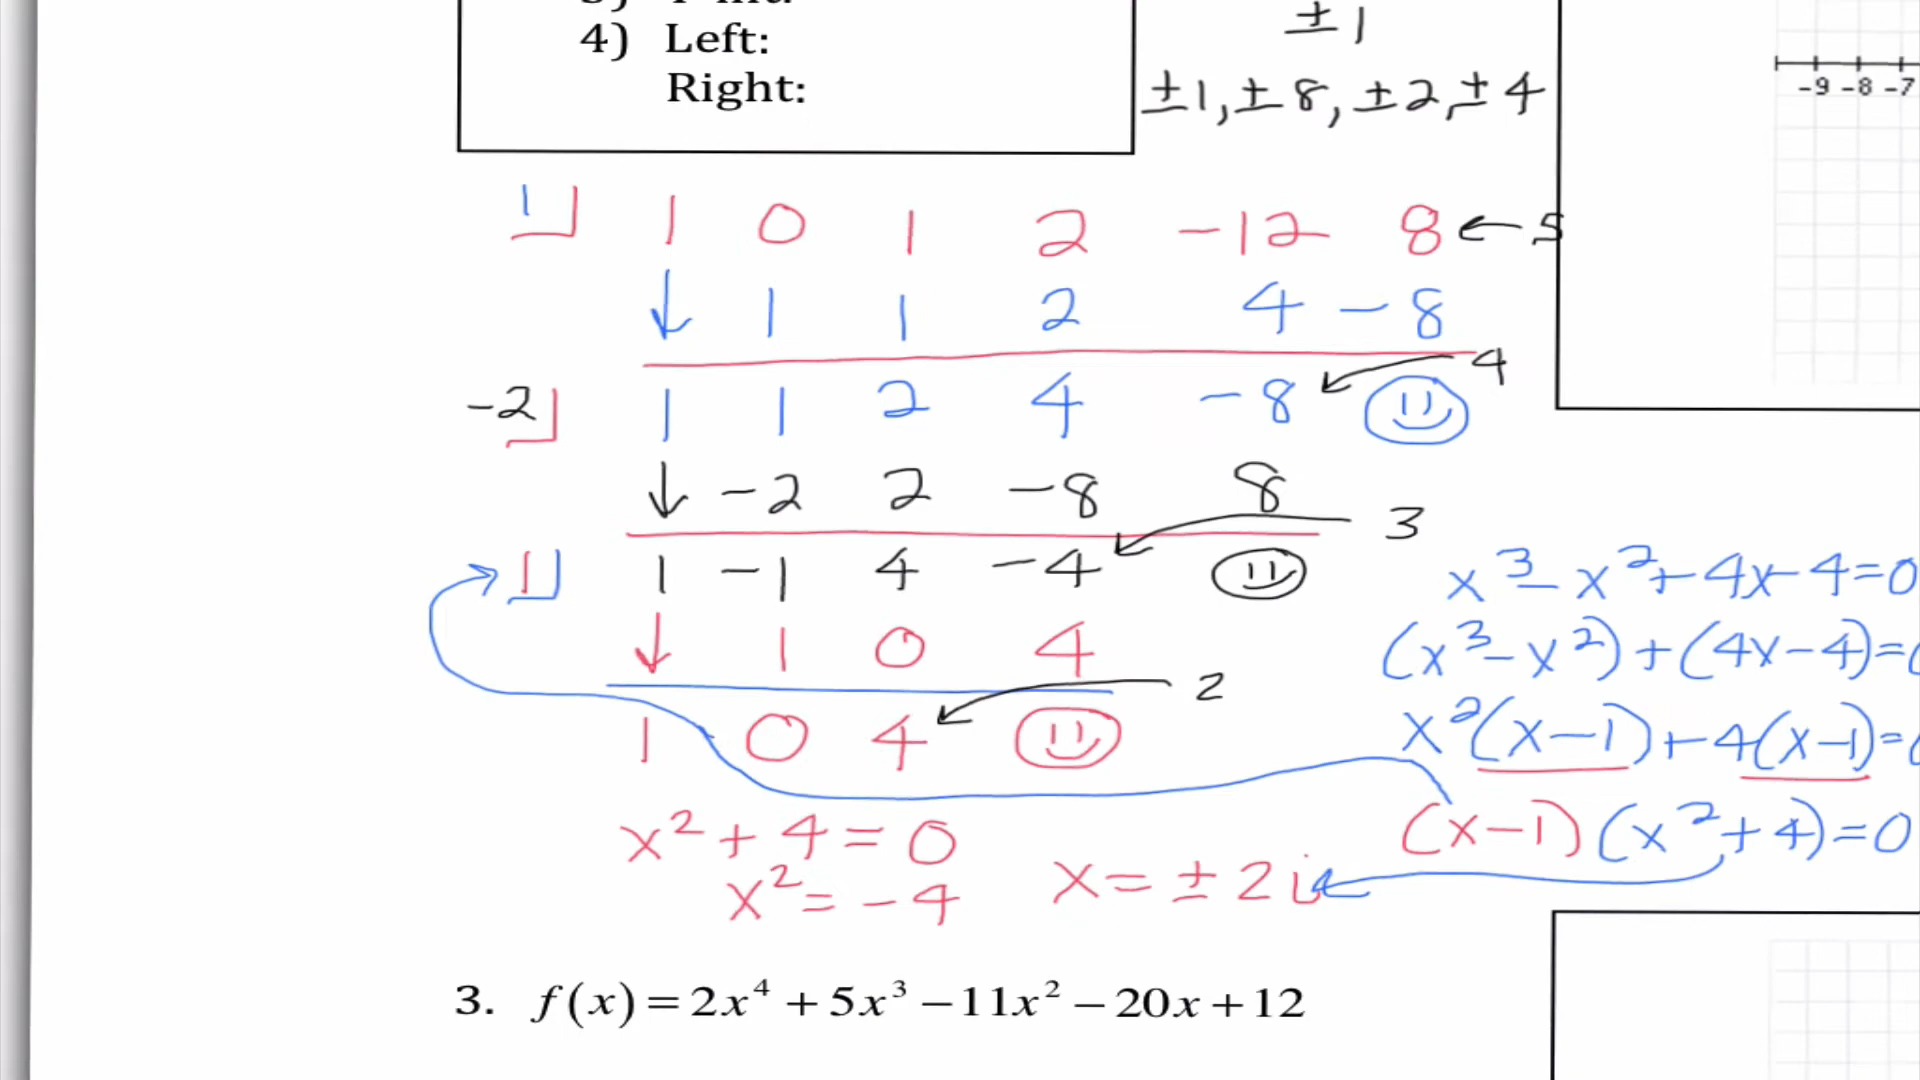 4) Left:
Right:
±1
±1, ±8, ±2, ±4
-9 -8 -7
1 1 0 1 2 -12 8 ← 5
↓ 1 1 2 4 -8
-2 1 1 2 4 -8 4
↓ -2 2 -8 8
1 1 -1 4 -4 3
↓ 1 0 4
1 0 4 2
x² + 4 = 0
x² = -4 x = ± 2i
x³ - x² + 4x - 4 = 0
(x³ - x²) + (4x - 4) =
x²(x - 1) + 4(x - 1) =
(x - 1)(x² + 4) = 0
3. f(x) = 2x⁴ + 5x³ - 11x² - 20x + 12